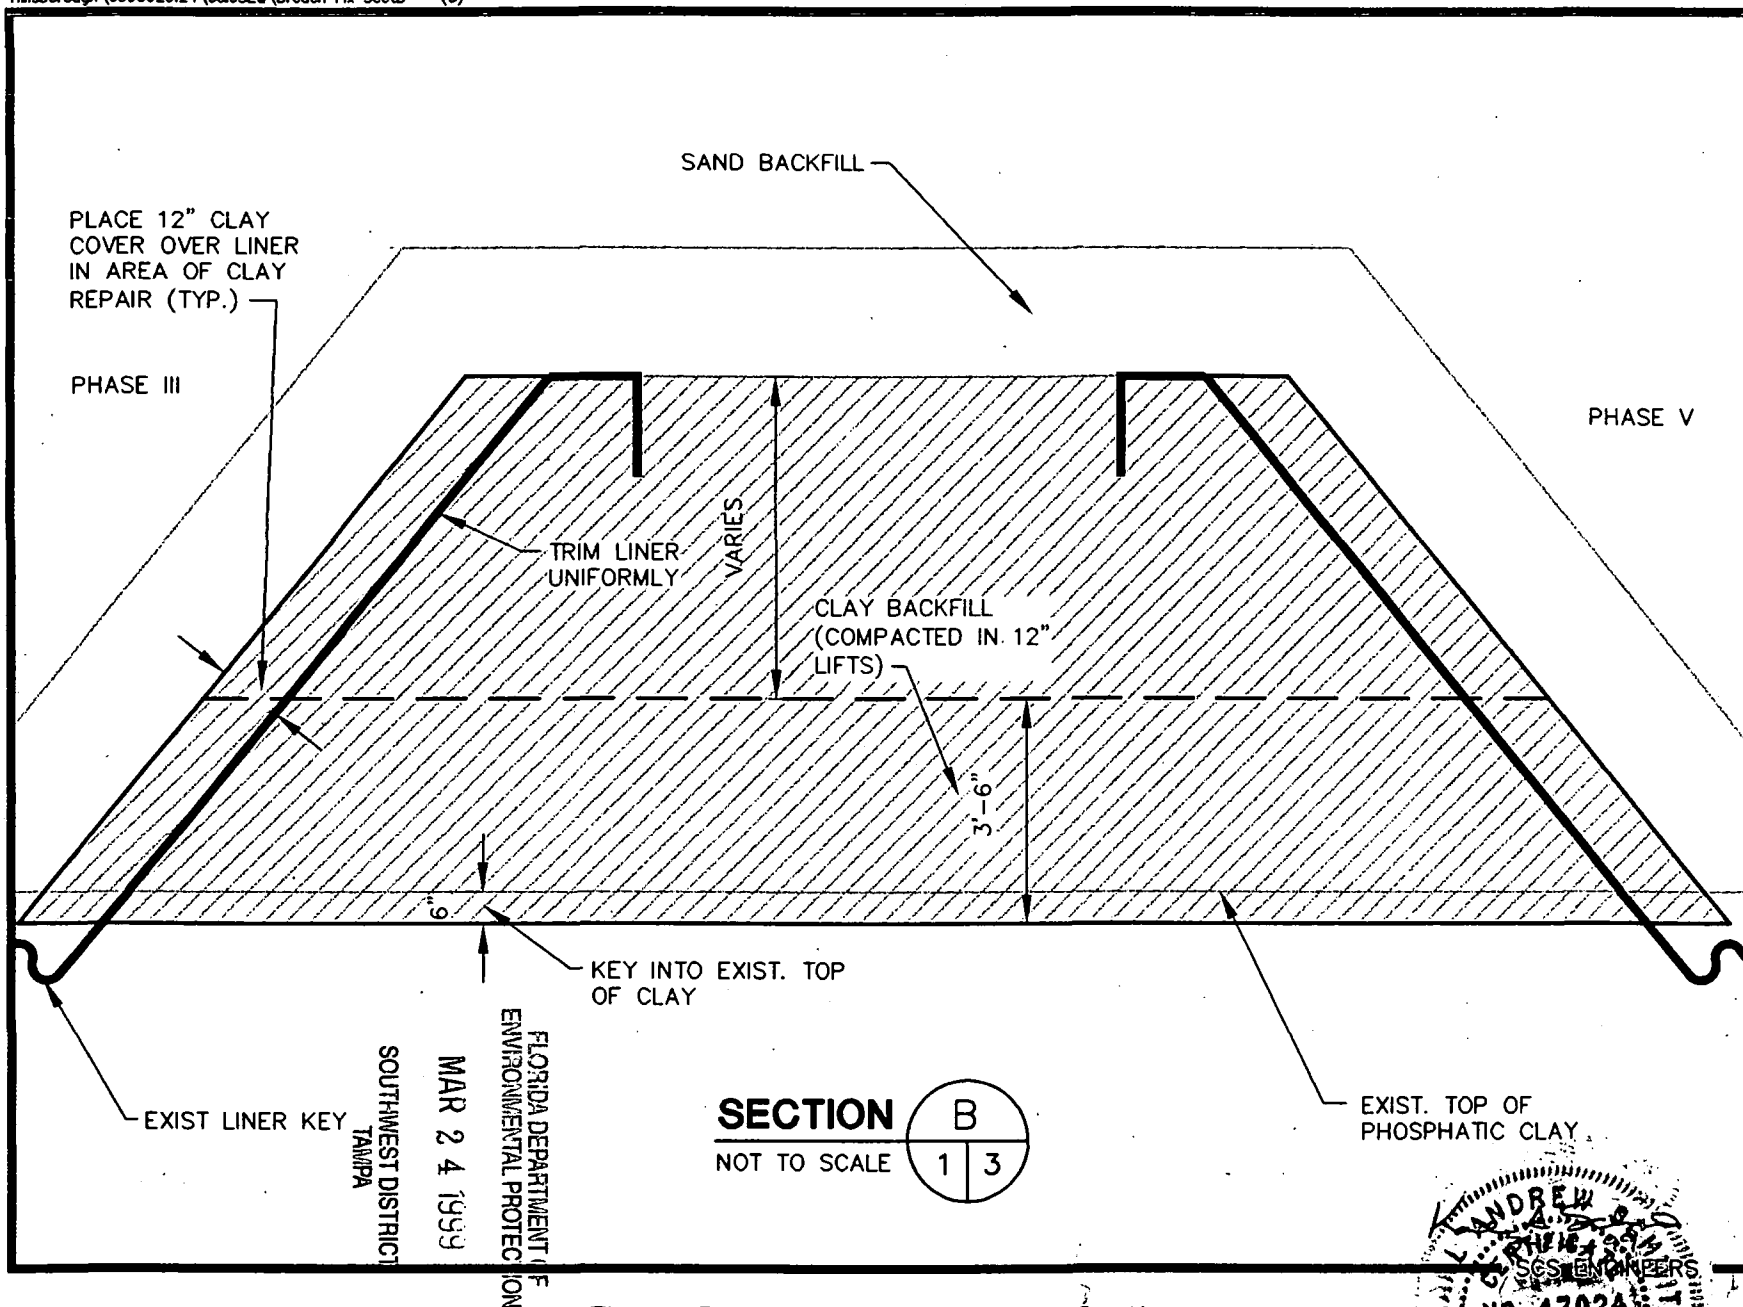 SAND BACKFILL
PLACE 12" CLAY
COVER OVER LINER
IN AREA OF CLAY
REPAIR (TYP.)
PHASE III
PHASE V
TRIM LINER
UNIFORMLY
VARIES
CLAY BACKFILL
(COMPACTED IN 12"
LIFTS)
3'-6"
6"
KEY INTO EXIST. TOP
OF CLAY
EXIST LINER KEY
FLORIDA DEPARTMENT OF
ENVIRONMENTAL PROTECTION
MAR 24 1999
SOUTHWEST DISTRICT
TAMPA
SECTION B
NOT TO SCALE 1 3
EXIST. TOP OF
PHOSPHATIC CLAY
ANDREW
SCS ENGINEERS